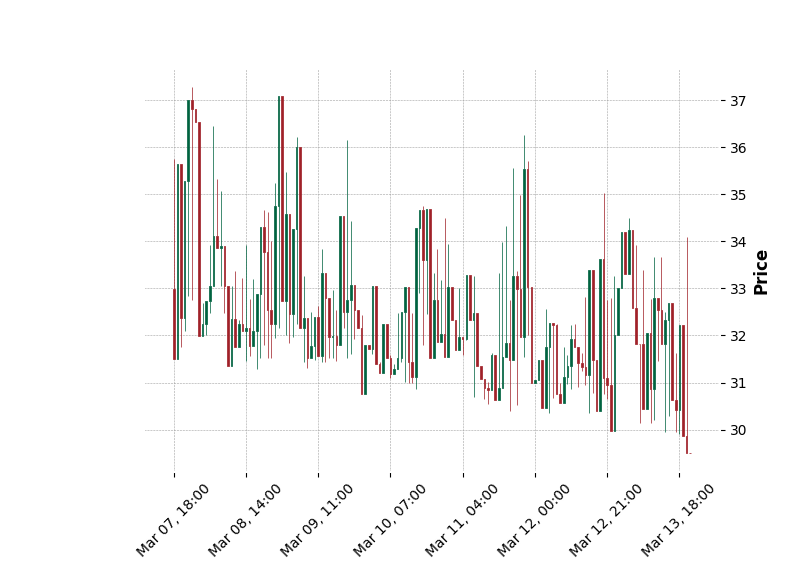 37
36
35
34
33
32
31
30
Price
Mar 07, 18:00
Mar 08, 14:00
Mar 09, 11:00
Mar 10, 07:00
Mar 11, 04:00
Mar 12, 00:00
Mar 12, 21:00
Mar 13, 18:00